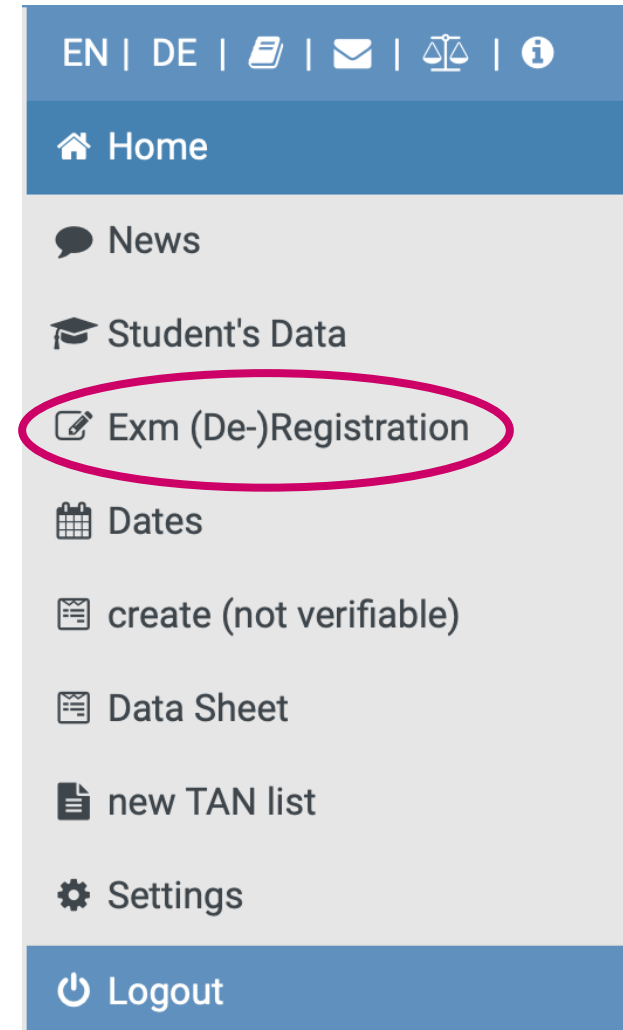 EN | DE | | | |
Home
News
Student's Data
Exm (De-)Registration
Dates
create (not verifiable)
Data Sheet
new TAN list
Settings
Logout